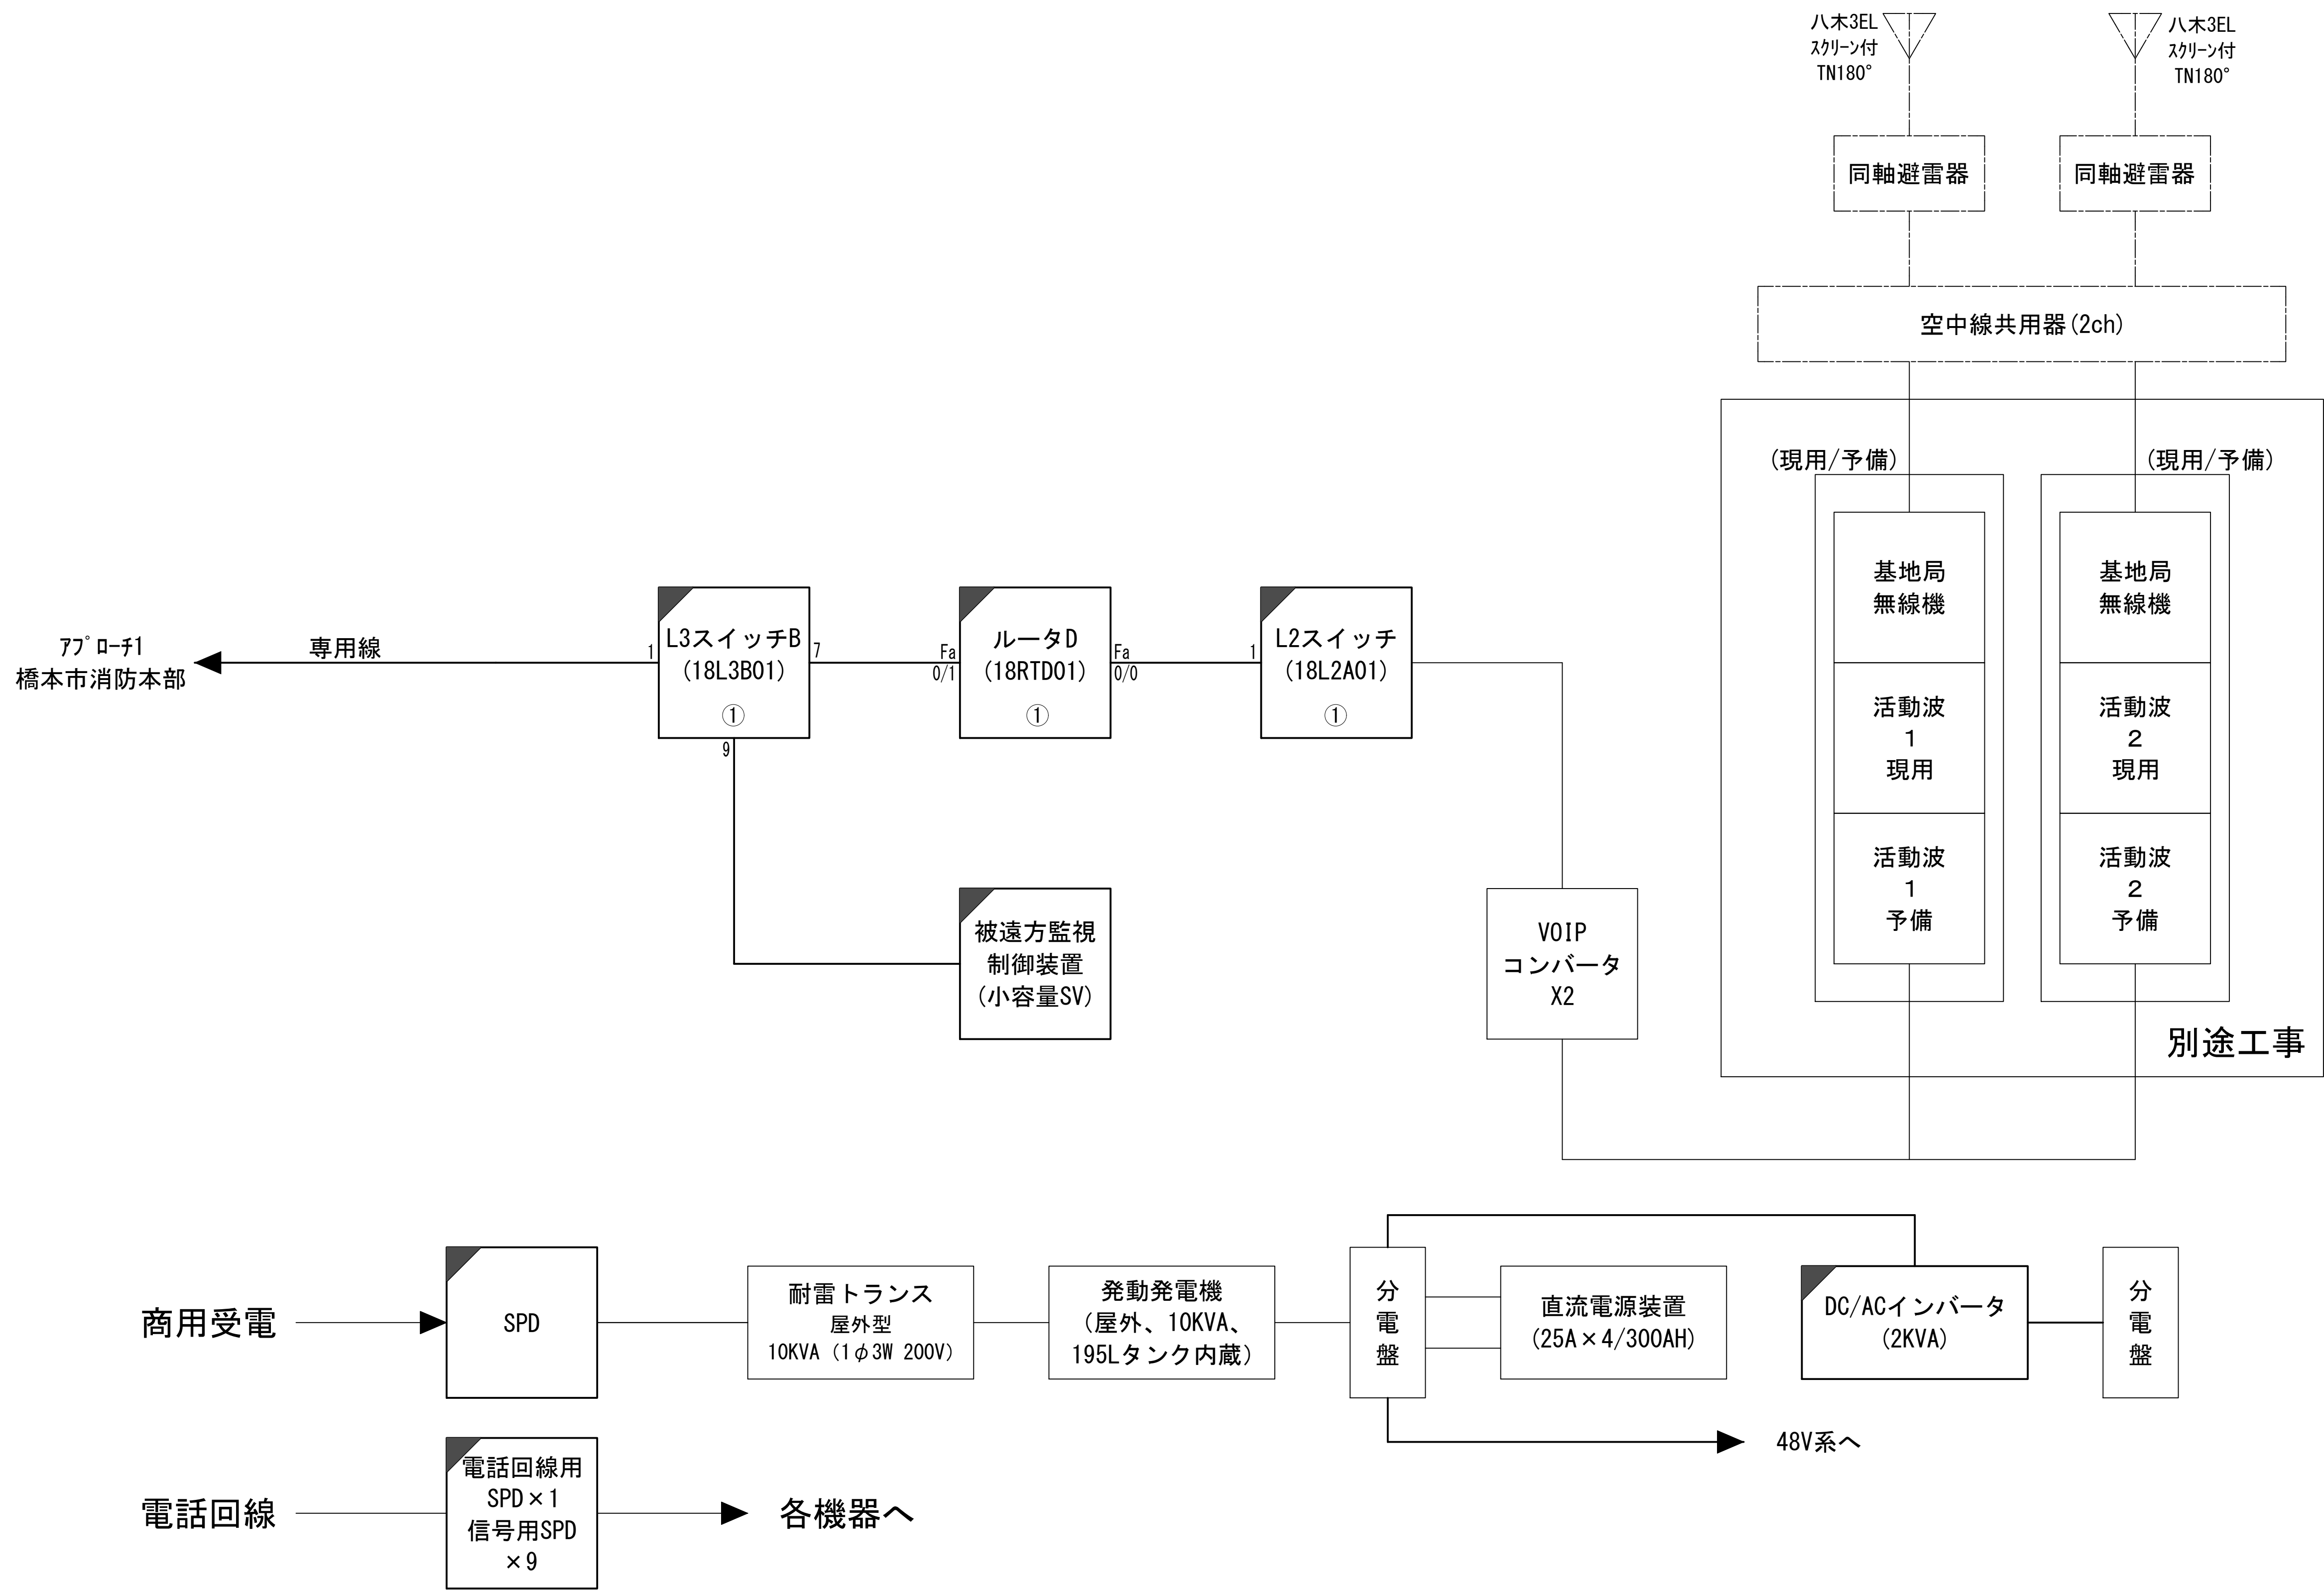 八木3EL
スクリーン付
TN180°
八木3EL
スクリーン付
TN180°
同軸避雷器
同軸避雷器
空中線共用器(2ch)
(現用/予備)
(現用/予備)
基地局
無線機
活動波
1
現用
活動波
1
予備
基地局
無線機
活動波
2
現用
活動波
2
予備
別途工事
アプローチ1
橋本市消防本部
専用線
1
L3スイッチB
(18L3B01)
①
7
9
Fa
0/1
ルータD
(18RTD01)
①
Fa
0/0
1
L2スイッチ
(18L2A01)
①
被遠方監視
制御装置
(小容量SV)
VOIP
コンバータ
X2
商用受電
SPD
耐雷トランス
屋外型
10KVA (1φ3W 200V)
発動発電機
(屋外、10KVA、
195Lタンク内蔵)
分
電
盤
直流電源装置
(25A×4/300AH)
DC/ACインバータ
(2KVA)
分
電
盤
48V系へ
電話回線
電話回線用
SPD×1
信号用SPD
×9
各機器へ